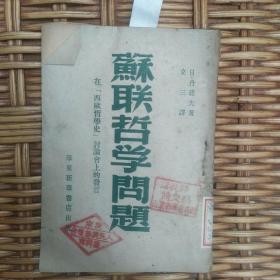 日丹諾夫著
立三譯
蘇联哲学問題
在「西歐哲學史」討論會上的發言
華東新華書店出